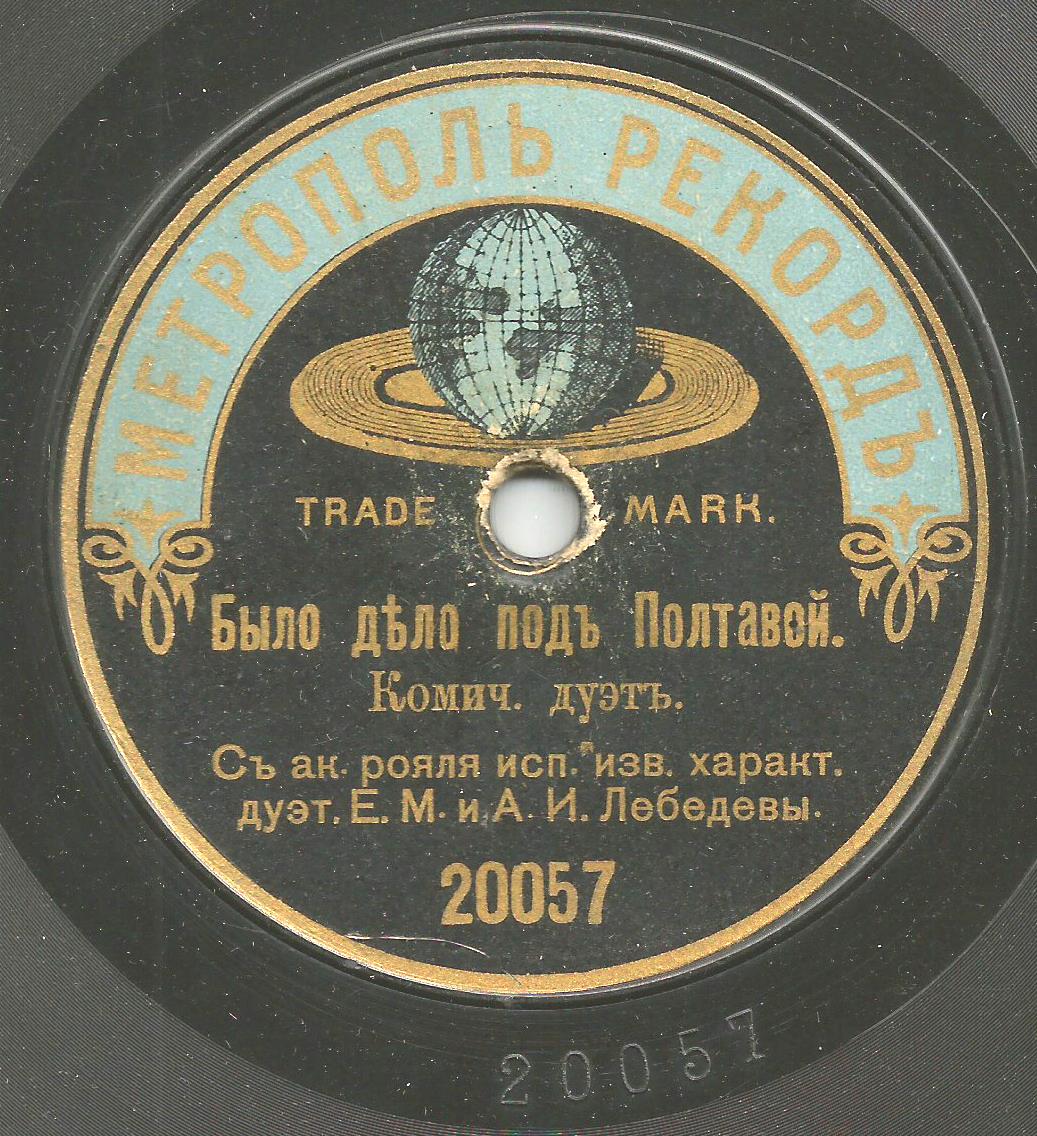 МЕТРОПОЛЬ РЕКОРДЪ
TRADE MARK.
Было дѣло подъ Полтавой.
Комич. дуэтъ.
Съ ак. рояля исп. изв. характ.
дуэт. Е. М. и А. И. Лебедевы.
20057
20057